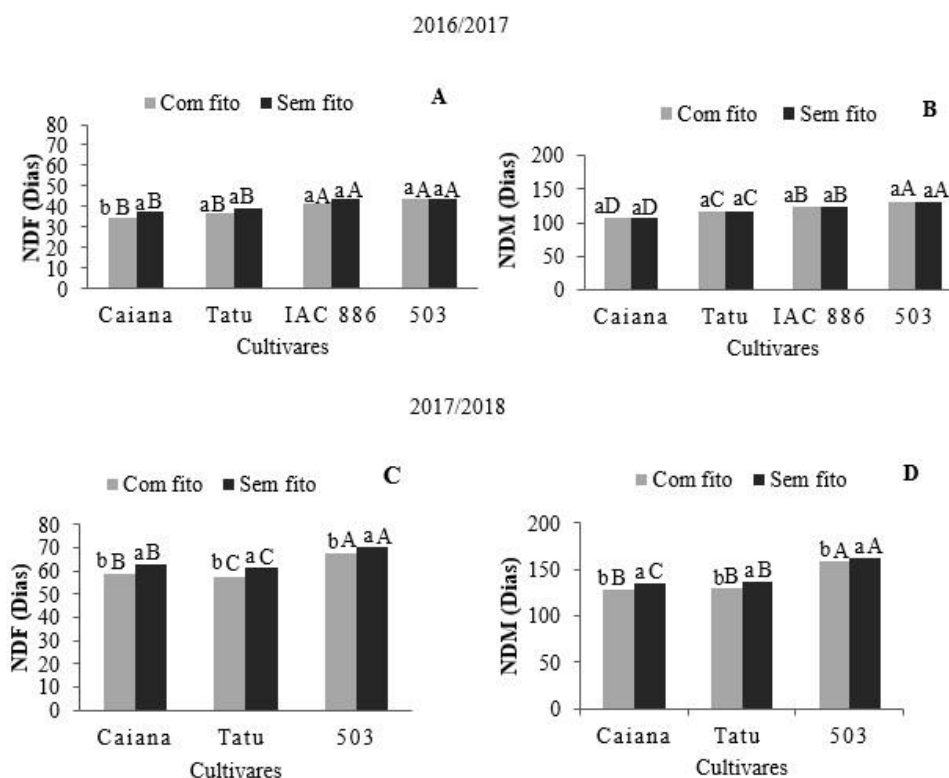 2016/2017
Com fito Sem fito
A
NDF (Dias)
80
70
60
50
40
30
20
10
0
b B aB aB aB aA aA aA aA
Caiana Tatu IAC 886 503
Cultivares
Com fito Sem fito
B
NDM (Dias)
200
150
100
50
0
aD aD aC aC aB aB aA aA
Caiana Tatu IAC 886 503
Cultivares
2017/2018
Com fito Sem fito
C
NDF (Dias)
80
70
60
50
40
30
20
10
0
bB aB bC aC bA aA
Caiana Tatu 503
Cultivares
Com fito Sem fito
D
NDM (Dias)
200
150
100
50
0
bB aC bB aB bA aA
Caiana Tatu 503
Cultivares